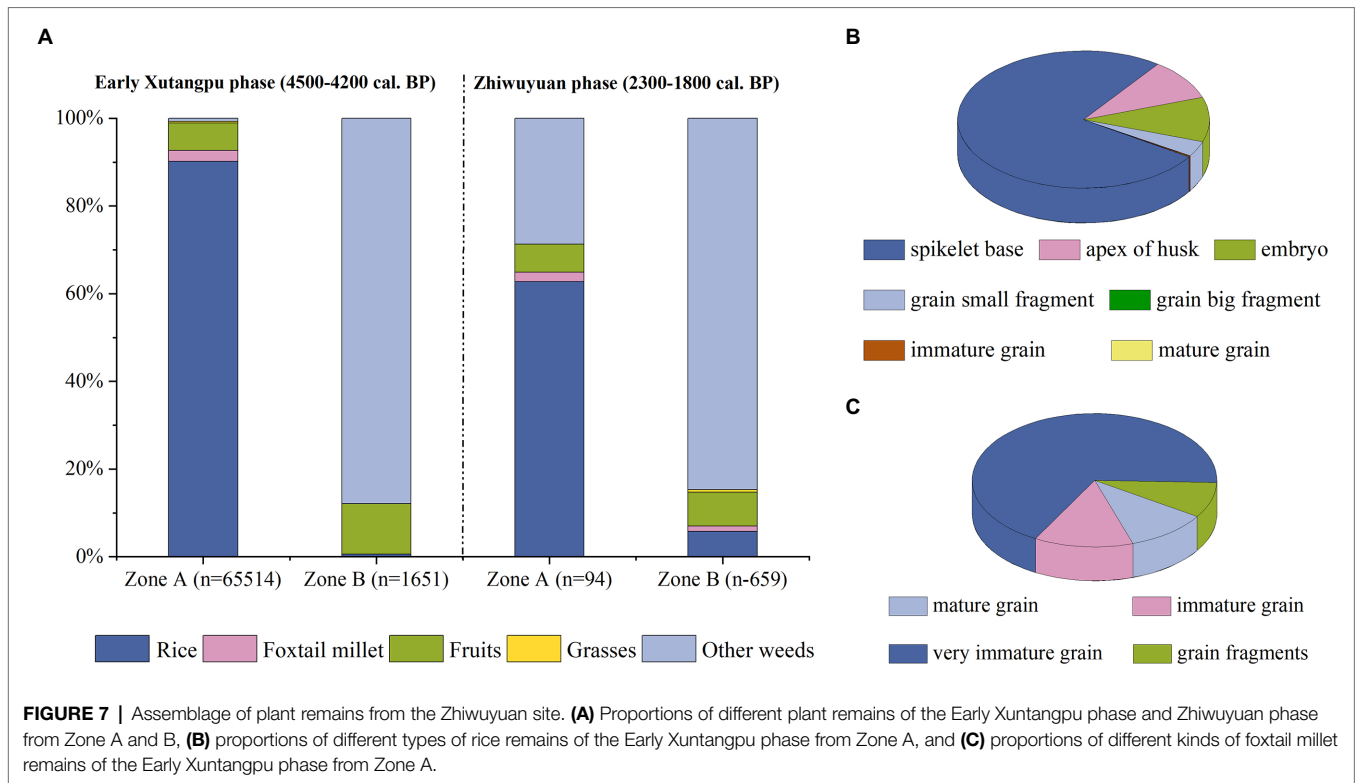 A
Early Xutangpu phase (4500-4200 cal. BP)
Zhiwuyuan phase (2300-1800 cal. BP)
100%
80%
60%
40%
20%
0%
Zone A (n=65514)
Zone B (n=1651)
Zone A (n=94)
Zone B (n-659)
Rice
Foxtail millet
Fruits
Grasses
Other weeds
B
spikelet base
apex of husk
embryo
grain small fragment
grain big fragment
immature grain
mature grain
C
mature grain
immature grain
very immature grain
grain fragments
FIGURE 7 | Assemblage of plant remains from the Zhiwuyuan site. (A) Proportions of different plant remains of the Early Xuntangpu phase and Zhiwuyuan phase
from Zone A and B, (B) proportions of different types of rice remains of the Early Xuntangpu phase from Zone A, and (C) proportions of different kinds of foxtail millet
remains of the Early Xuntangpu phase from Zone A.